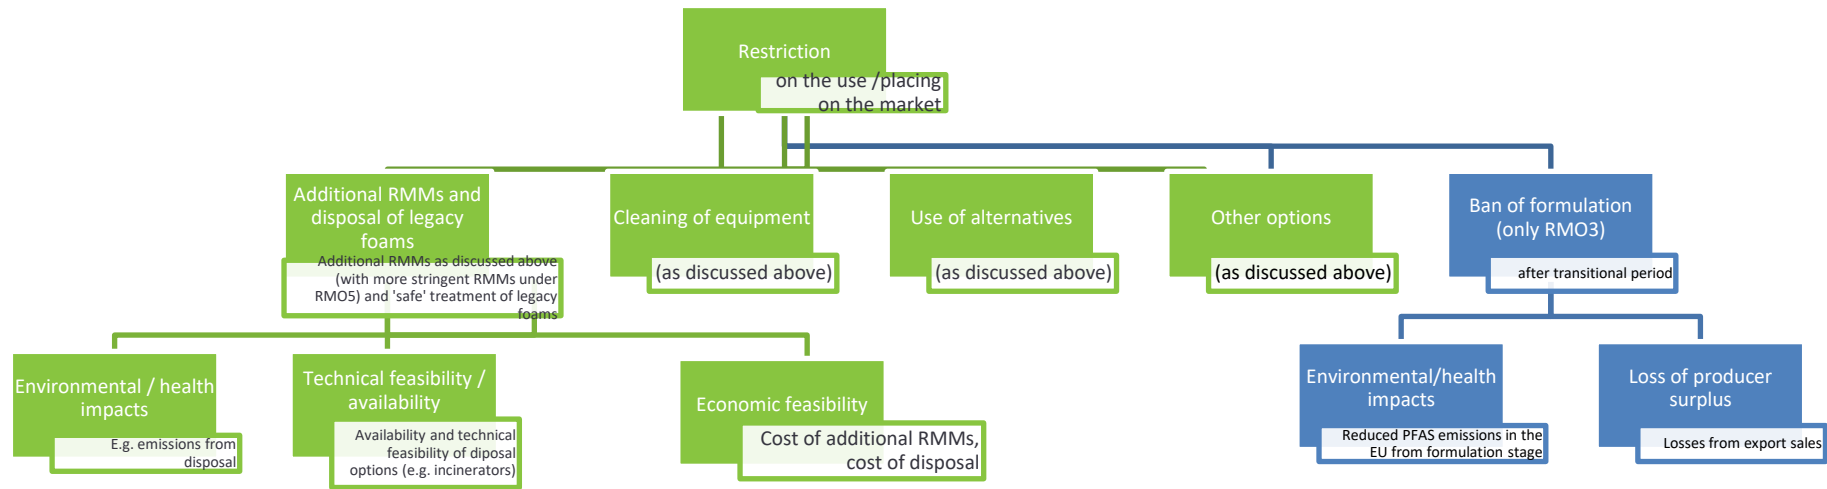 Restriction
on the use /placing
on the market
Additional RMMs and
disposal of legacy
foams
Additional RMMs as discussed above
(with more stringent RMMs under
RMO5) and 'safe' treatment of legacy
foams
Cleaning of equipment
(as discussed above)
Use of alternatives
(as discussed above)
Other options
(as discussed above)
Ban of formulation
(only RMO3)
after transitional period
Environmental / health
impacts
E.g. emissions from
disposal
Technical feasibility /
availability
Availability and technical
feasibility of diposal
options (e.g. incinerators)
Economic feasibility
Cost of additional RMMs,
cost of disposal
Environmental/health
impacts
Reduced PFAS emissions in the
EU from formulation stage
Loss of producer
surplus
Losses from export sales